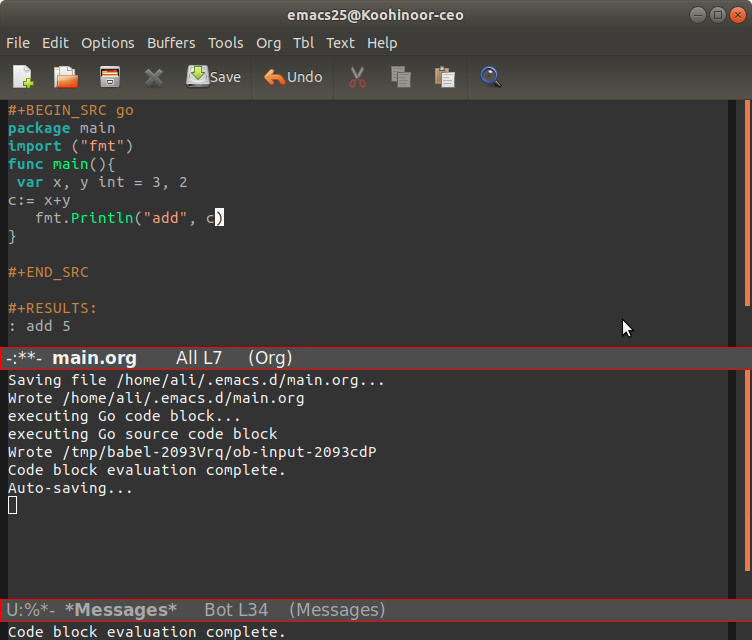 emacs25@Koohinoor-ceo
File Edit Options Buffers Tools Org Tbl Text Help
Save Undo
#+BEGIN_SRC go
package main
import ("fmt")
func main(){
 var x, y int = 3, 2
c:= x+y
   fmt.Println("add", c)
}
#+END_SRC
#+RESULTS:
: add 5
-:**- main.org All L7 (Org)
Saving file /home/ali/.emacs.d/main.org...
Wrote /home/ali/.emacs.d/main.org
executing Go code block...
executing Go source code block
Wrote /tmp/babel-2093Vrq/ob-input-2093cdP
Code block evaluation complete.
Auto-saving...
U:%*- *Messages* Bot L34 (Messages)
Code block evaluation complete.